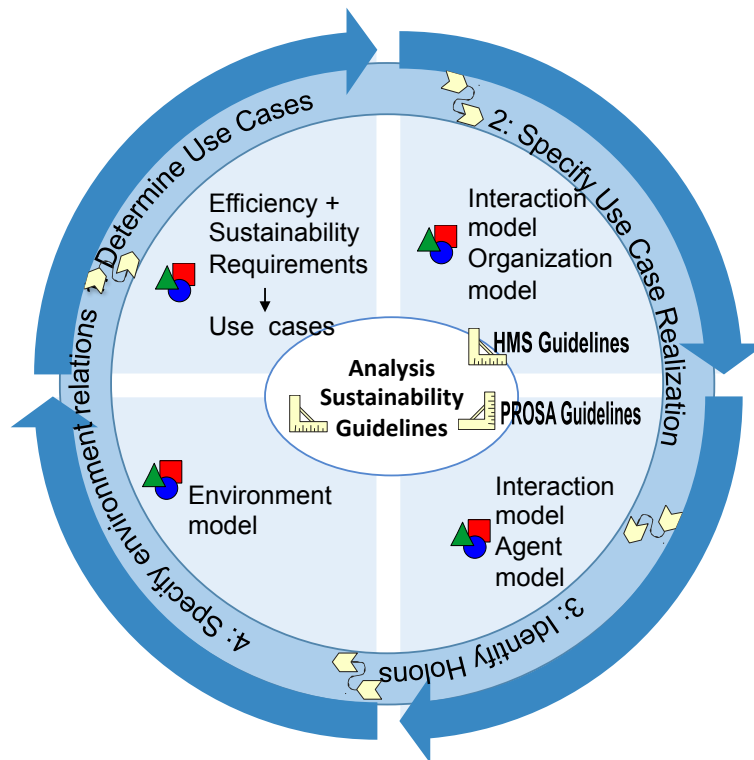 Determine Use Cases
2: Specify Use Case Realization
3: Identify Holons
4: Specify environment relations
Efficiency +
Sustainability
Requirements
Use cases
Interaction
model
Organization
model
HMS Guidelines
Analysis
Sustainability
Guidelines
PROSA Guidelines
Environment
model
Interaction
model
Agent
model